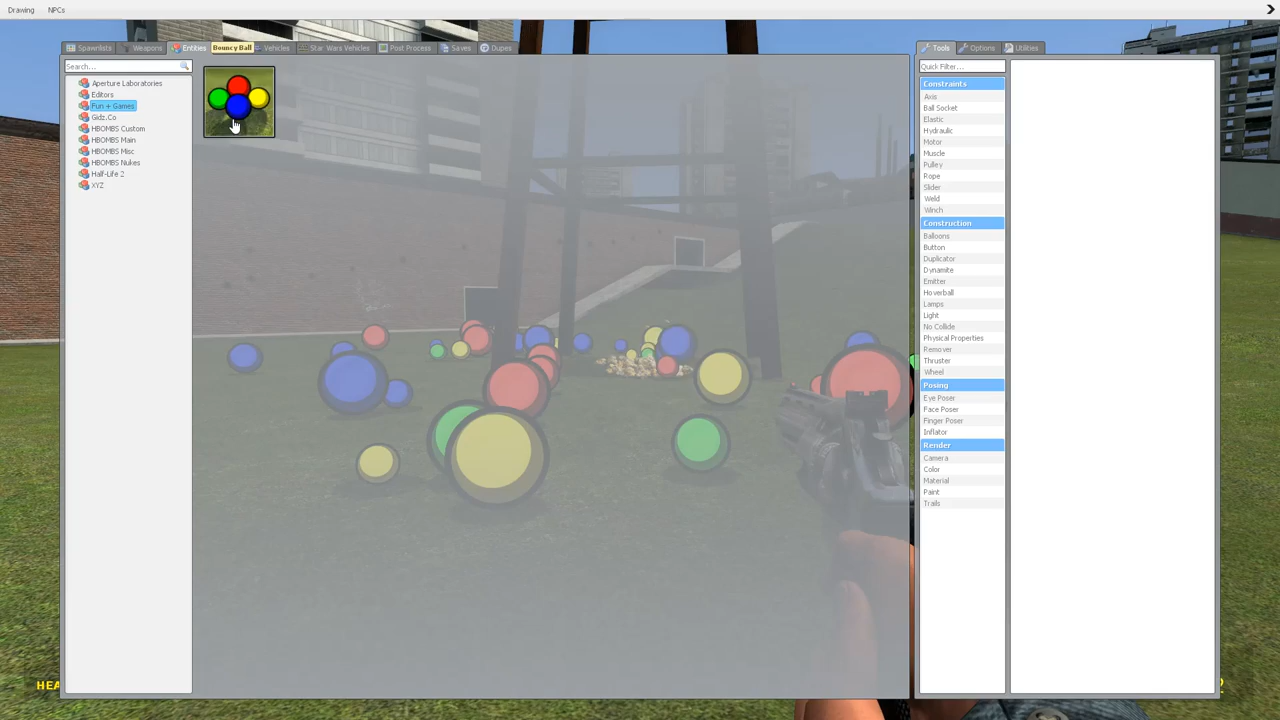 Drawing NPCs
Spawnlists Weapons Entities Bouncy Ball Vehicles Star Wars Vehicles Post Process Saves Dupes
Search...
Aperture Laboratories
Editors
Fun + Games
Gidz.Co
HBOMBS Custom
HBOMBS Main
HBOMBS Misc
HBOMBS Nukes
Half-Life 2
XYZ
Tools Options Utilities
Quick Filter...
Constraints
Axis
Ball Socket
Elastic
Hydraulic
Motor
Muscle
Pulley
Rope
Slider
Weld
Winch
Construction
Balloons
Button
Duplicator
Dynamite
Emitter
Hoverball
Lamps
Light
No Collide
Physical Properties
Remover
Thruster
Wheel
Posing
Eye Poser
Face Poser
Finger Poser
Inflator
Render
Camera
Color
Material
Paint
Trails